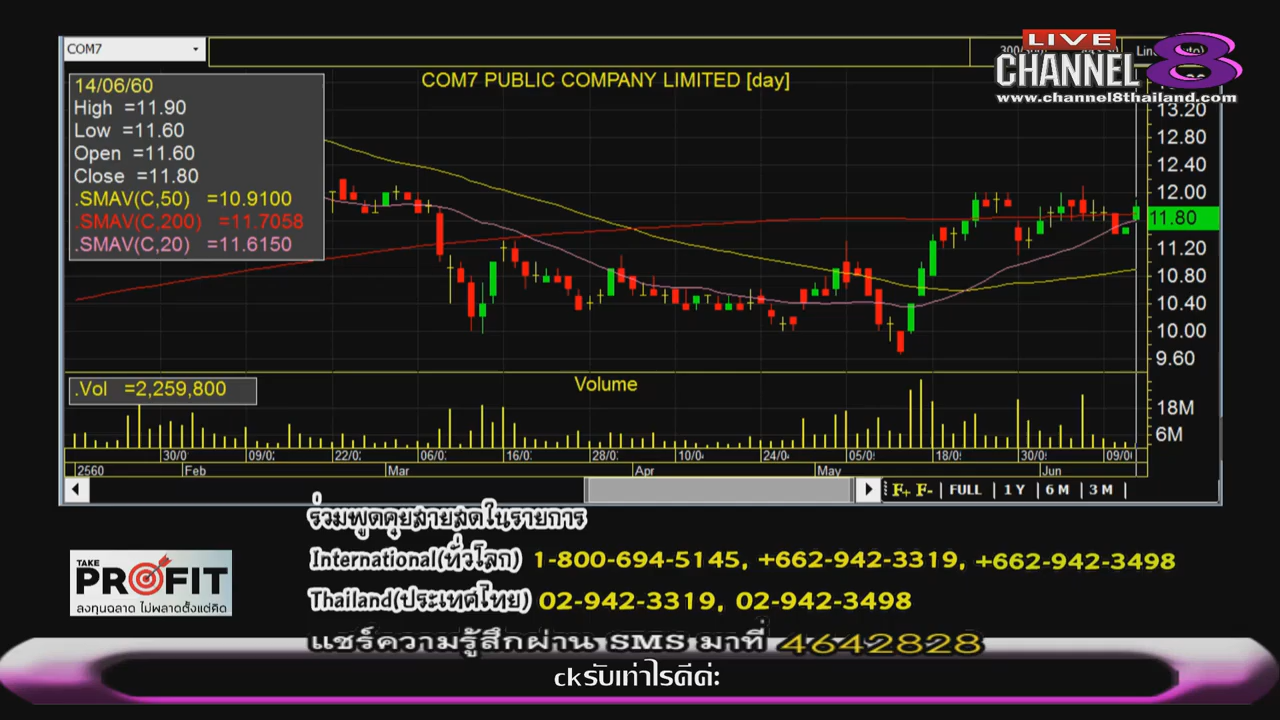 COM7
LIVE
CHANNEL 8
www.channel8thailand.com
COM7 PUBLIC COMPANY LIMITED [day]
14/06/60
High =11.90
Low =11.60
Open =11.60
Close =11.80
.SMAV(C,50) =10.9100
.SMAV(C,200) =11.7058
.SMAV(C,20) =11.6150
13.20
12.80
12.40
12.00
11.80
11.20
10.80
10.40
10.00
9.60
.Vol =2,259,800
Volume
18M
6M
30/0 09/0 22/0 06/0 16/0 28/0 10/0 24/0 05/0 18/0 30/0 09/0
2560 Feb Mar Apr May Jun
F+ F- | FULL | 1 Y | 6 M | 3 M |
ร่วมพูดคุยสายสดในรายการ
International(ทั่วโลก) 1-800-694-5145, +662-942-3319, +662-942-3498
TAKE
PROFIT
ลงทุนฉลาด ไม่พลาดตั้งแต่คิด
Thailand(ประเทศไทย) 02-942-3319, 02-942-3498
แชร์ความรู้สึกผ่าน SMS มาที่ 4642828
ckรับเท่าไรดีค่ะ